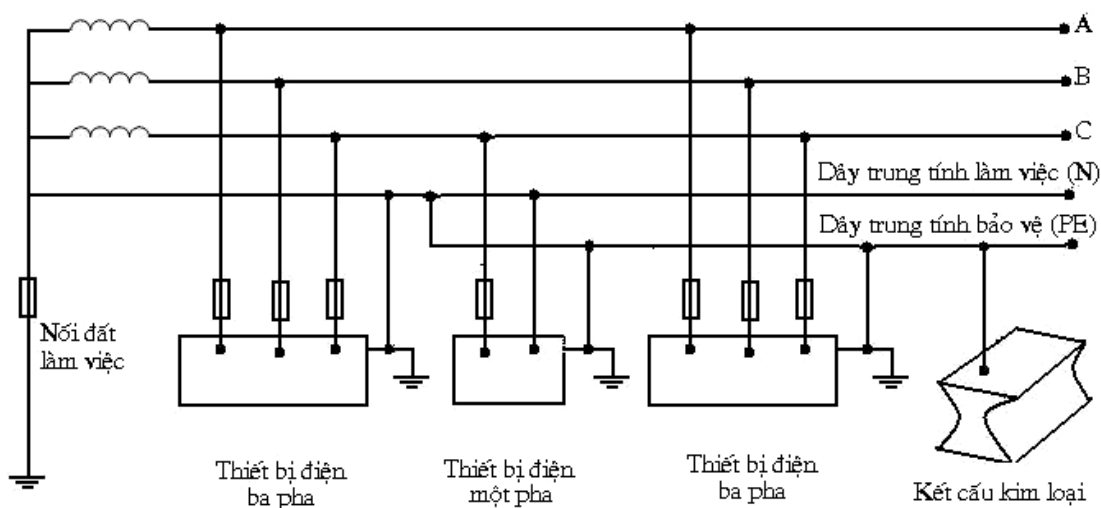 A
B
C
Dây trung tính làm việc (N)
Dây trung tính bảo vệ (PE)
Nối đất
làm việc
Thiết bị điện
ba pha
Thiết bị điện
một pha
Thiết bị điện
ba pha
Kết cấu kim loại